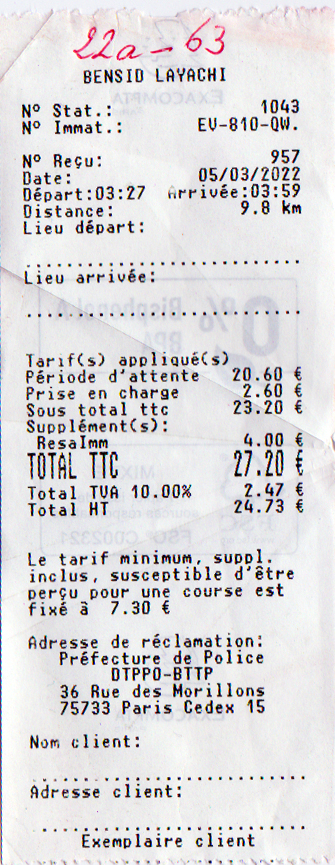 22a-63
BENSID LAYACHI
N° Stat.: 1043
N° Immat.: EV-810-QW.
N° Reçu: 957
Date: 05/03/2022
Départ:03:27 Arrivée:03:59
Distance: 9.8 km
Lieu départ:
............................
Lieu arrivée:
............................
Tarif(s) appliqué(s)
Période d'attente 20.60 €
Prise en charge 2.60 €
Sous total ttc 23.20 €
Supplément(s):
ResaImm 4.00 €
TOTAL TTC 27.20 €
Total TVA 10.00% 2.47 €
Total HT 24.73 €
Le tarif minimum, suppl.
inclus, susceptible d'être
perçu pour une course est
fixé à 7.30 €
Adresse de réclamation:
Préfecture de Police
DTPPO-BTTP
36 Rue des Morillons
75733 Paris Cedex 15
Nom client:
............................
Adresse client:
............................
Exemplaire client